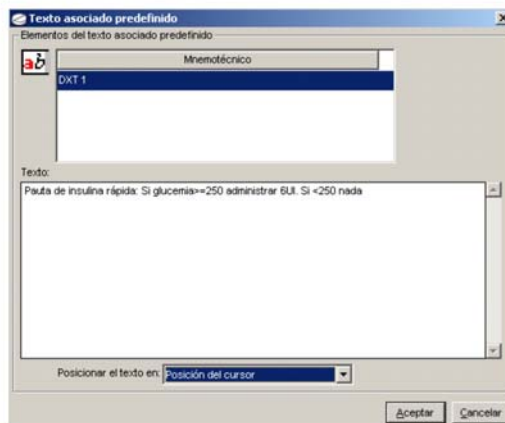 Texto asociado predefinido
Elementos del texto asociado predefinido
ab
Mnemotécnico
DXT 1
Texto:
Pauta de insulina rápida: Si glucemia>=250 administrar 6UI. Si <250 nada
Posicionar el texto en: Posición del cursor
Aceptar Cancelar